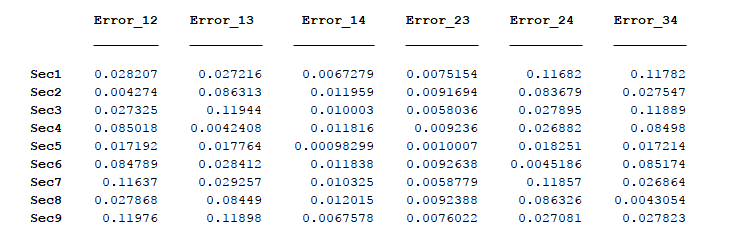 Error_12 Error_13 Error_14 Error_23 Error_24 Error_34
Sec1 0.028207 0.027216 0.0067279 0.0075154 0.11682 0.11782
Sec2 0.004274 0.086313 0.011959 0.0091694 0.083679 0.027547
Sec3 0.027325 0.11944 0.010003 0.0058036 0.027895 0.11889
Sec4 0.085018 0.0042408 0.011816 0.009236 0.026882 0.08498
Sec5 0.017192 0.017764 0.00098299 0.0010007 0.018251 0.017214
Sec6 0.084789 0.028412 0.011838 0.0092638 0.0045186 0.085174
Sec7 0.11637 0.029257 0.010325 0.0058779 0.11857 0.026864
Sec8 0.027868 0.08449 0.012015 0.0092388 0.086326 0.0043054
Sec9 0.11976 0.11898 0.0067578 0.0076022 0.027081 0.027823